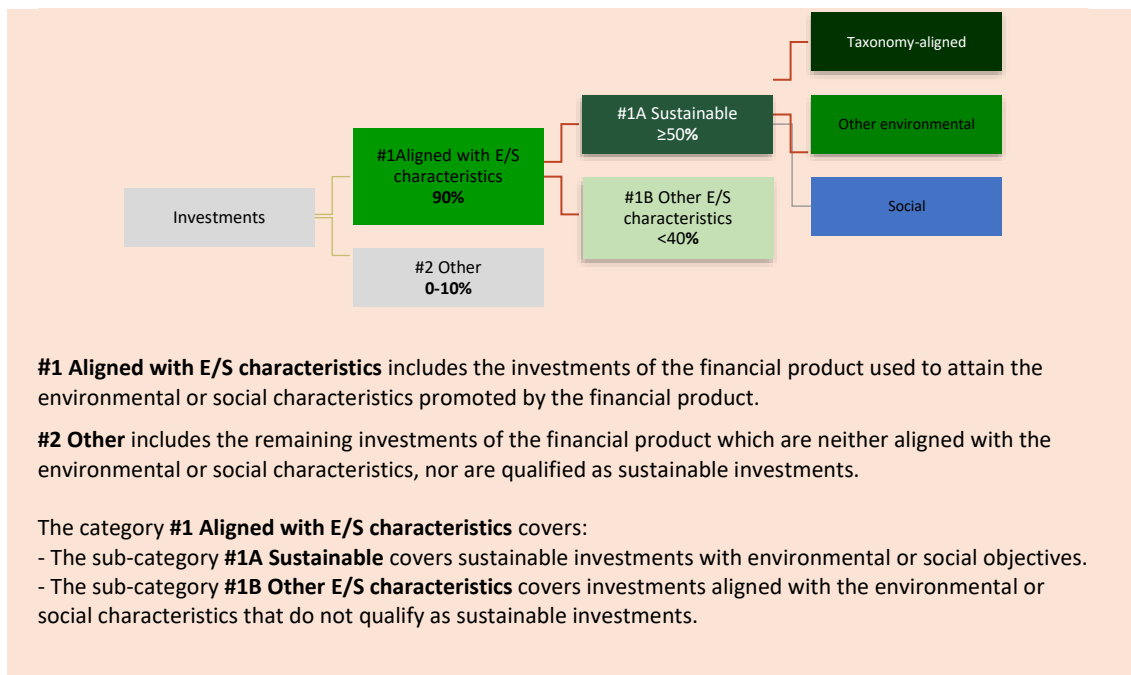 Taxonomy-aligned
#1A Sustainable
≥50%
Other environmental
#1Aligned with E/S
characteristics
90%
#1B Other E/S
characteristics
<40%
Social
Investments
#2 Other
0-10%
#1 Aligned with E/S characteristics includes the investments of the financial product used to attain the
environmental or social characteristics promoted by the financial product.
#2 Other includes the remaining investments of the financial product which are neither aligned with the
environmental or social characteristics, nor are qualified as sustainable investments.
The category #1 Aligned with E/S characteristics covers:
- The sub-category #1A Sustainable covers sustainable investments with environmental or social objectives.
- The sub-category #1B Other E/S characteristics covers investments aligned with the environmental or
social characteristics that do not qualify as sustainable investments.